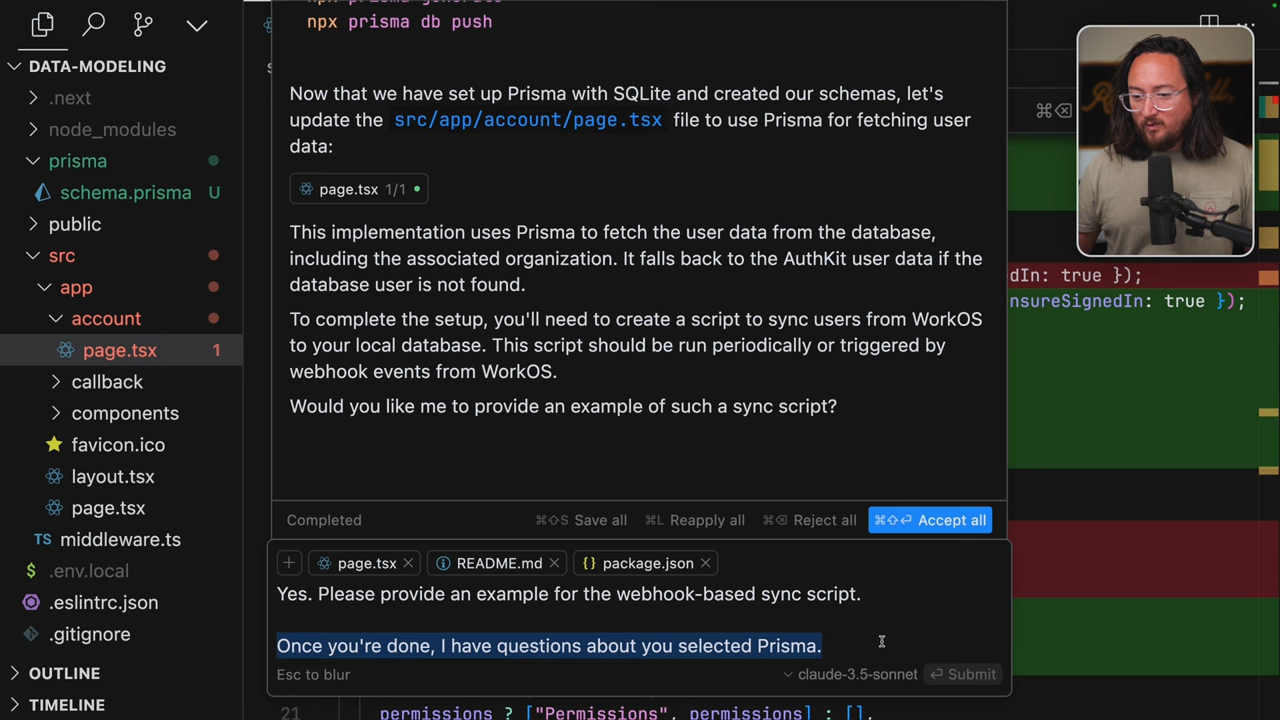 DATA-MODELING
.next
node_modules
prisma
schema.prisma U
public
src
app
account
page.tsx 1
callback
components
favicon.ico
layout.tsx
page.tsx
TS middleware.ts
$ .env.local
.eslintrc.json
.gitignore
OUTLINE
TIMELINE
npx prisma generate
npx prisma db push
Now that we have set up Prisma with SQLite and created our schemas, let's
update the src/app/account/page.tsx file to use Prisma for fetching user
data:
page.tsx 1/1
This implementation uses Prisma to fetch the user data from the database,
including the associated organization. It falls back to the AuthKit user data if the
database user is not found.
To complete the setup, you'll need to create a script to sync users from WorkOS
to your local database. This script should be run periodically or triggered by
webhook events from WorkOS.
Would you like me to provide an example of such a sync script?
Completed ⌘⇧S Save all ⌘L Reapply all ⌘⌫ Reject all ⌘⇧⏎ Accept all
+ page.tsx × README.md × {} package.json ×
Yes. Please provide an example for the webhook-based sync script.
Once you're done, I have questions about you selected Prisma.
Esc to blur claude-3.5-sonnet ⏎ Submit
⌘⌫
dIn: true });
nsureSignedIn: true });
21 permissions ? ["Permissions", permissions] : [],